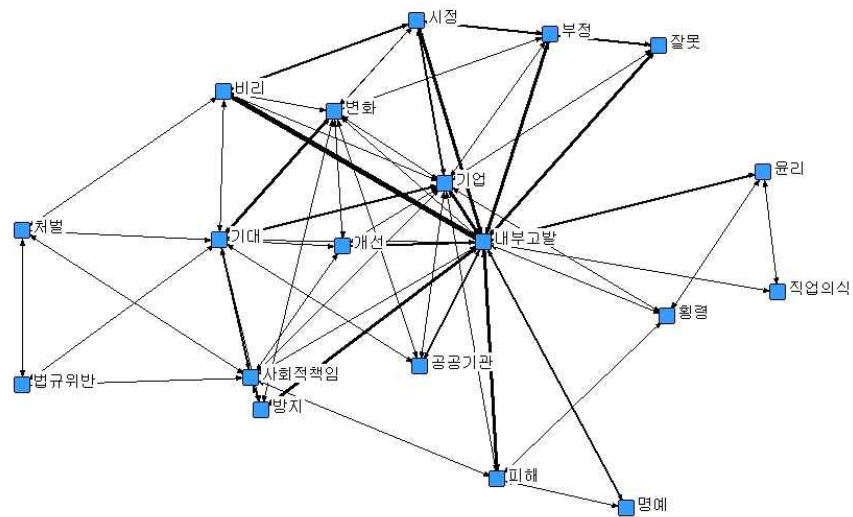 시정
부정
잘못
비리
변화
기업
윤리
처벌
기대
개선
내부고발
직업의식
횡령
공공기관
법규위반
사회적책임
방지
피해
명예